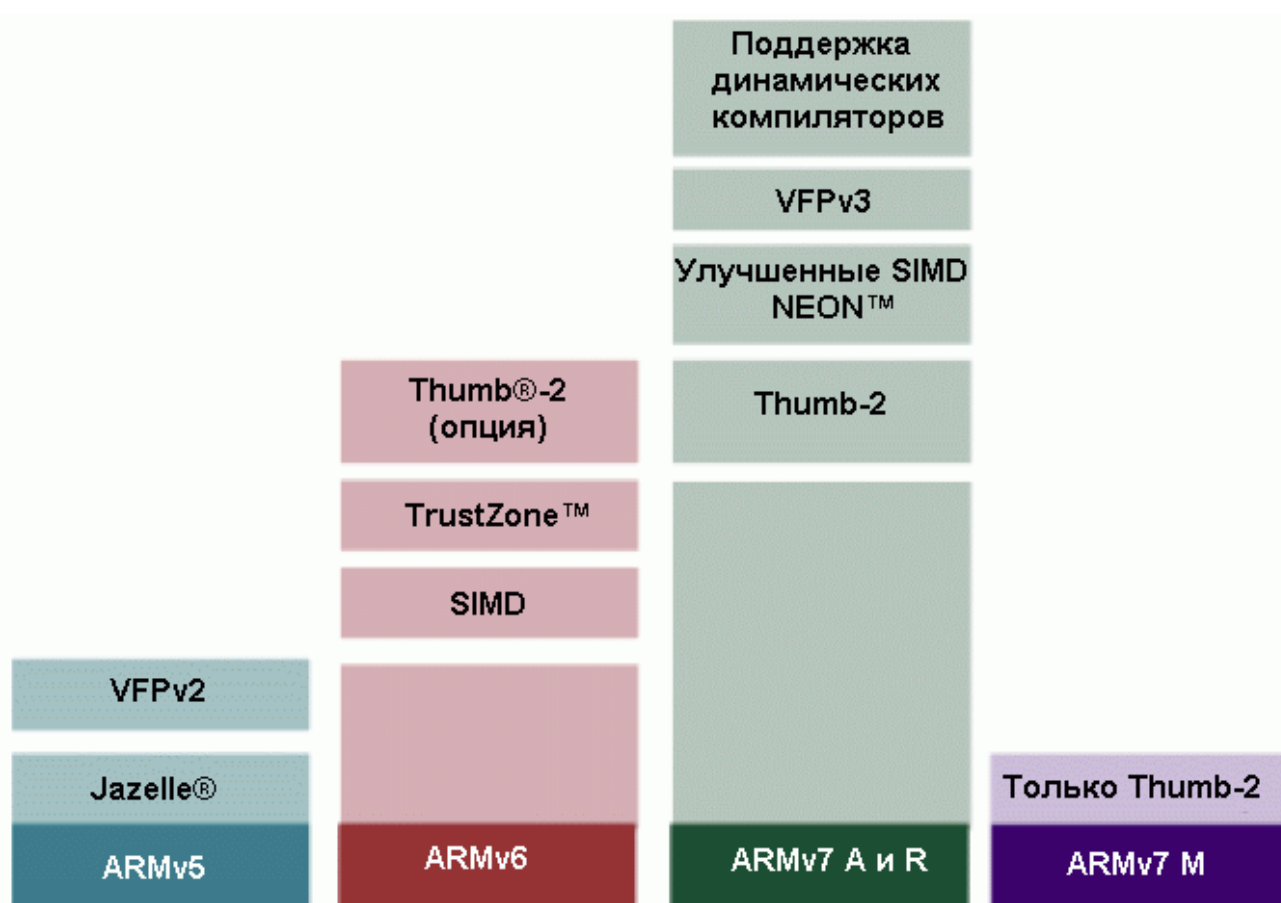 Поддержка
динамических
компиляторов
VFPv3
Улучшенные SIMD
NEON™
Thumb®-2
(опция)
Thumb-2
TrustZone™
SIMD
VFPv2
Jazelle®
Только Thumb-2
ARMv5
ARMv6
ARMv7 А и R
ARMv7 M